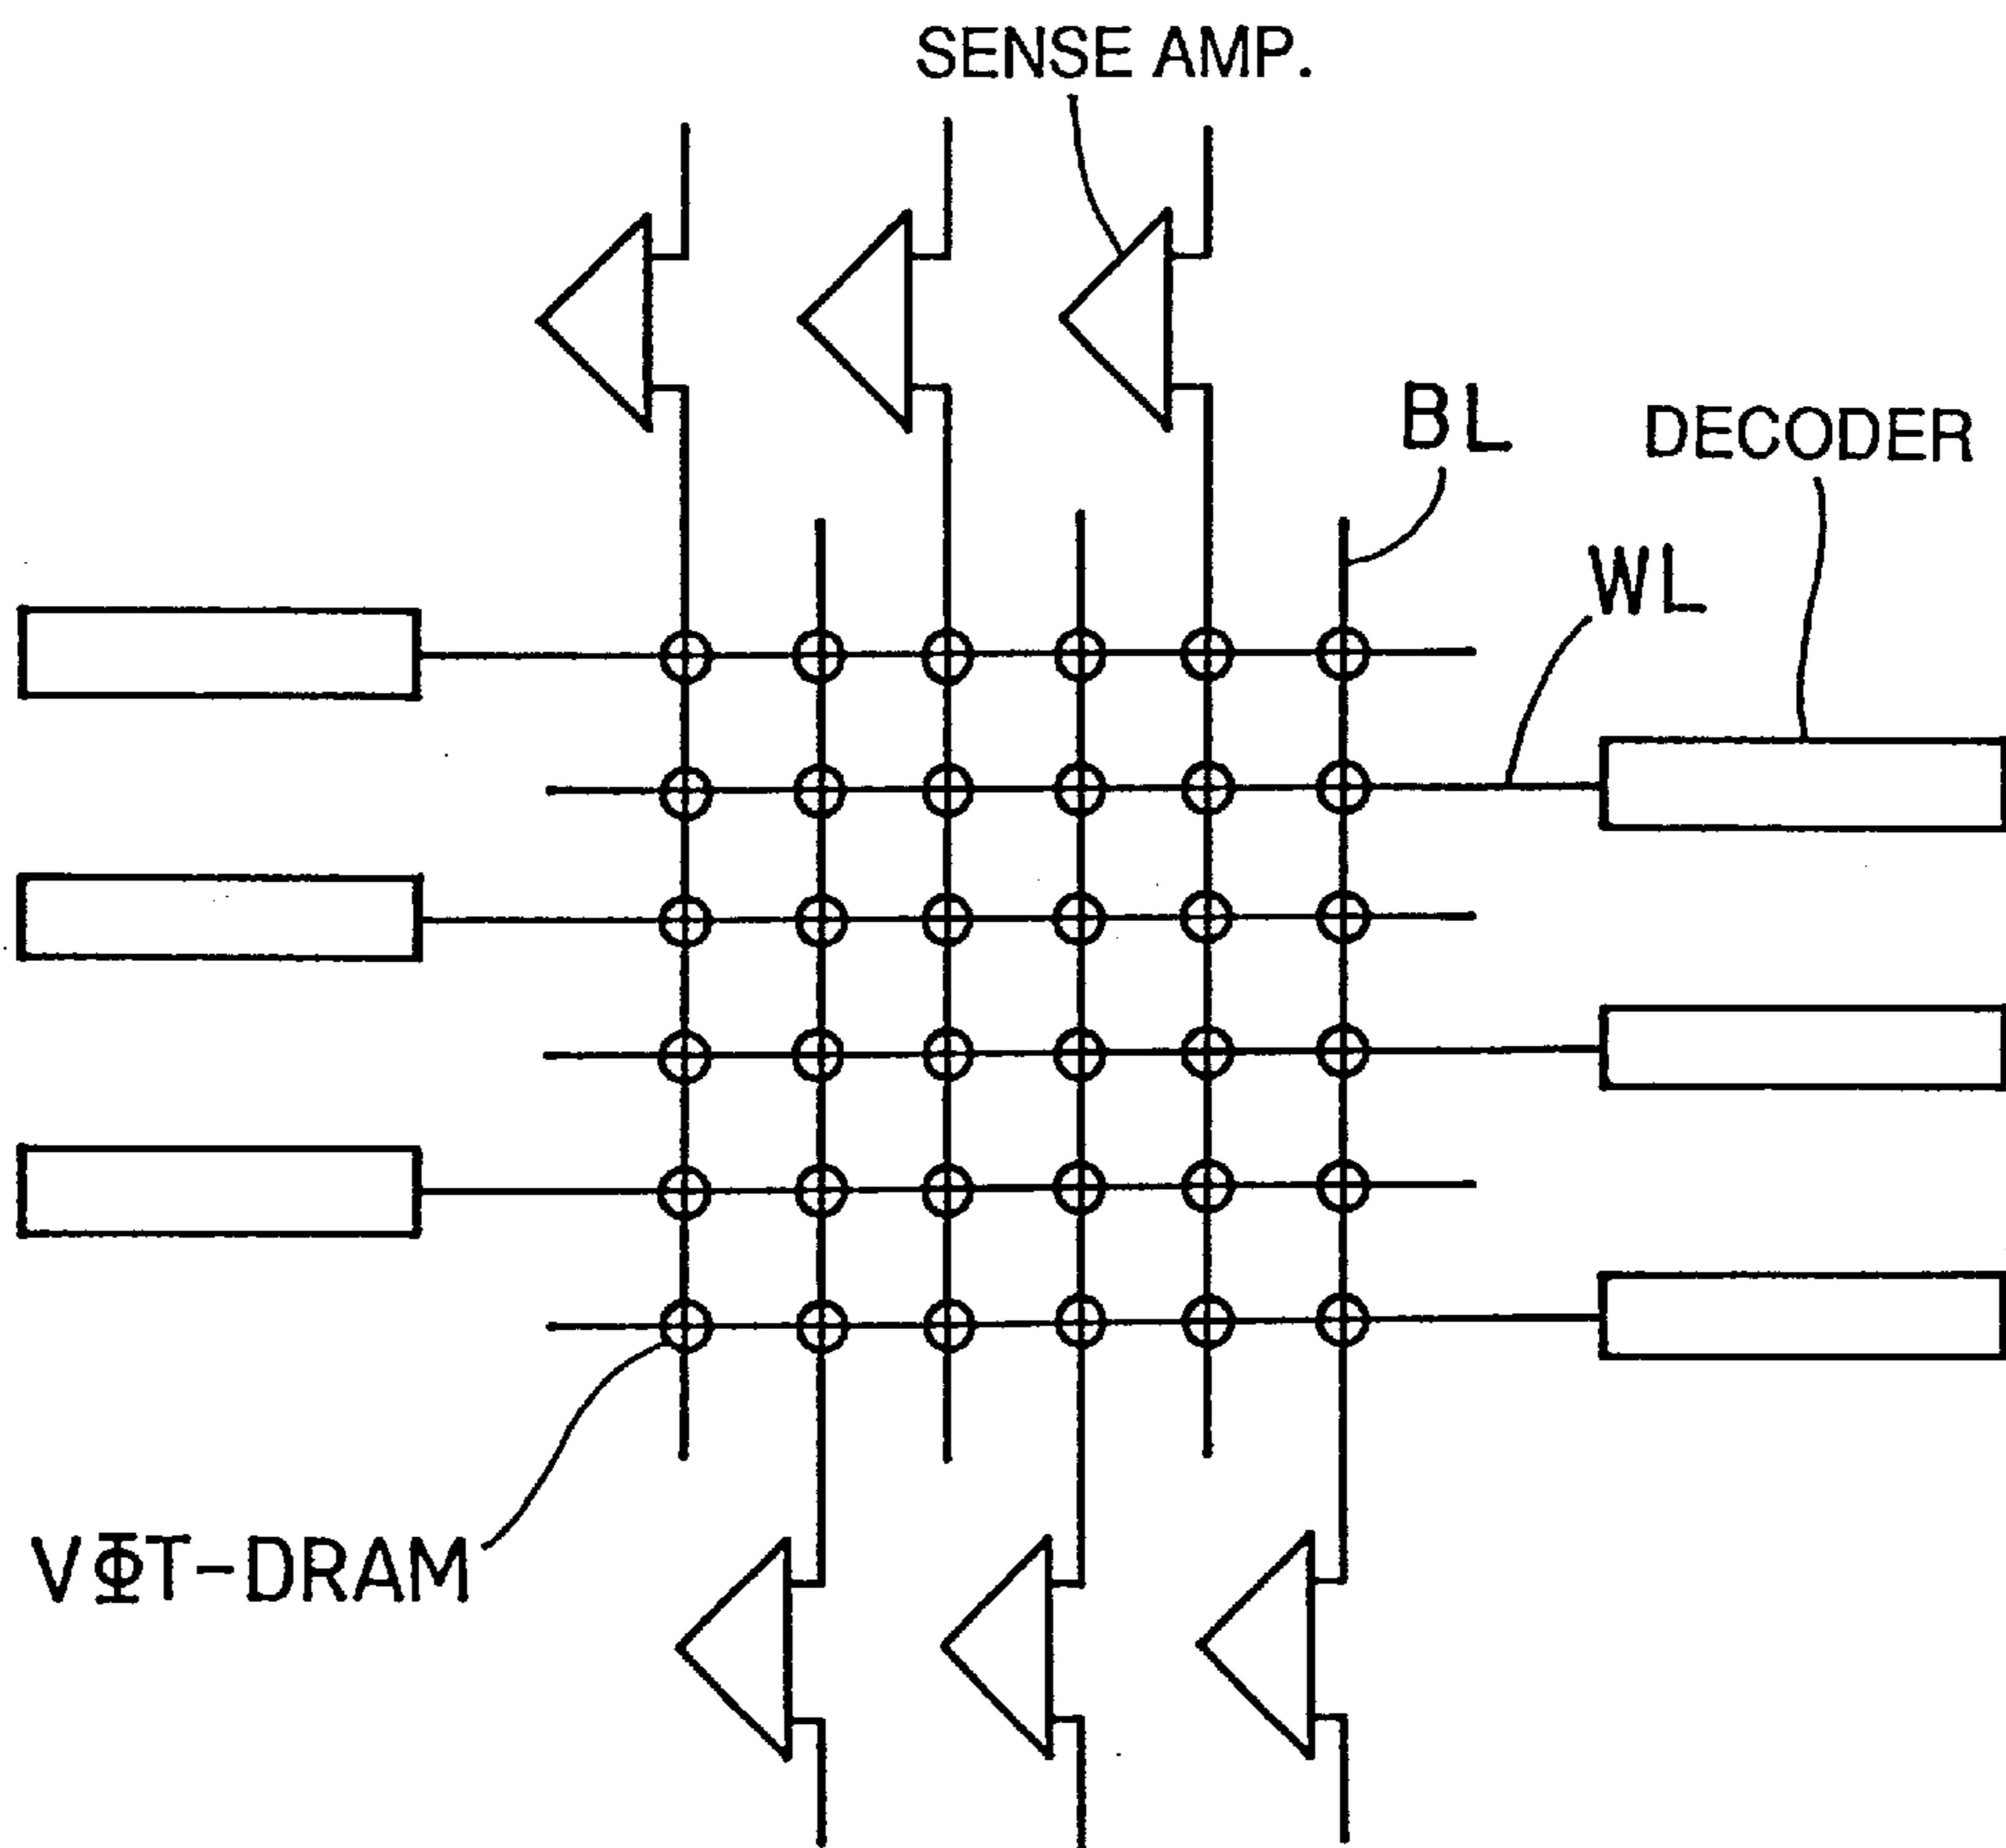 SENSE AMP.
BL
DECODER
WL
VΦT-DRAM